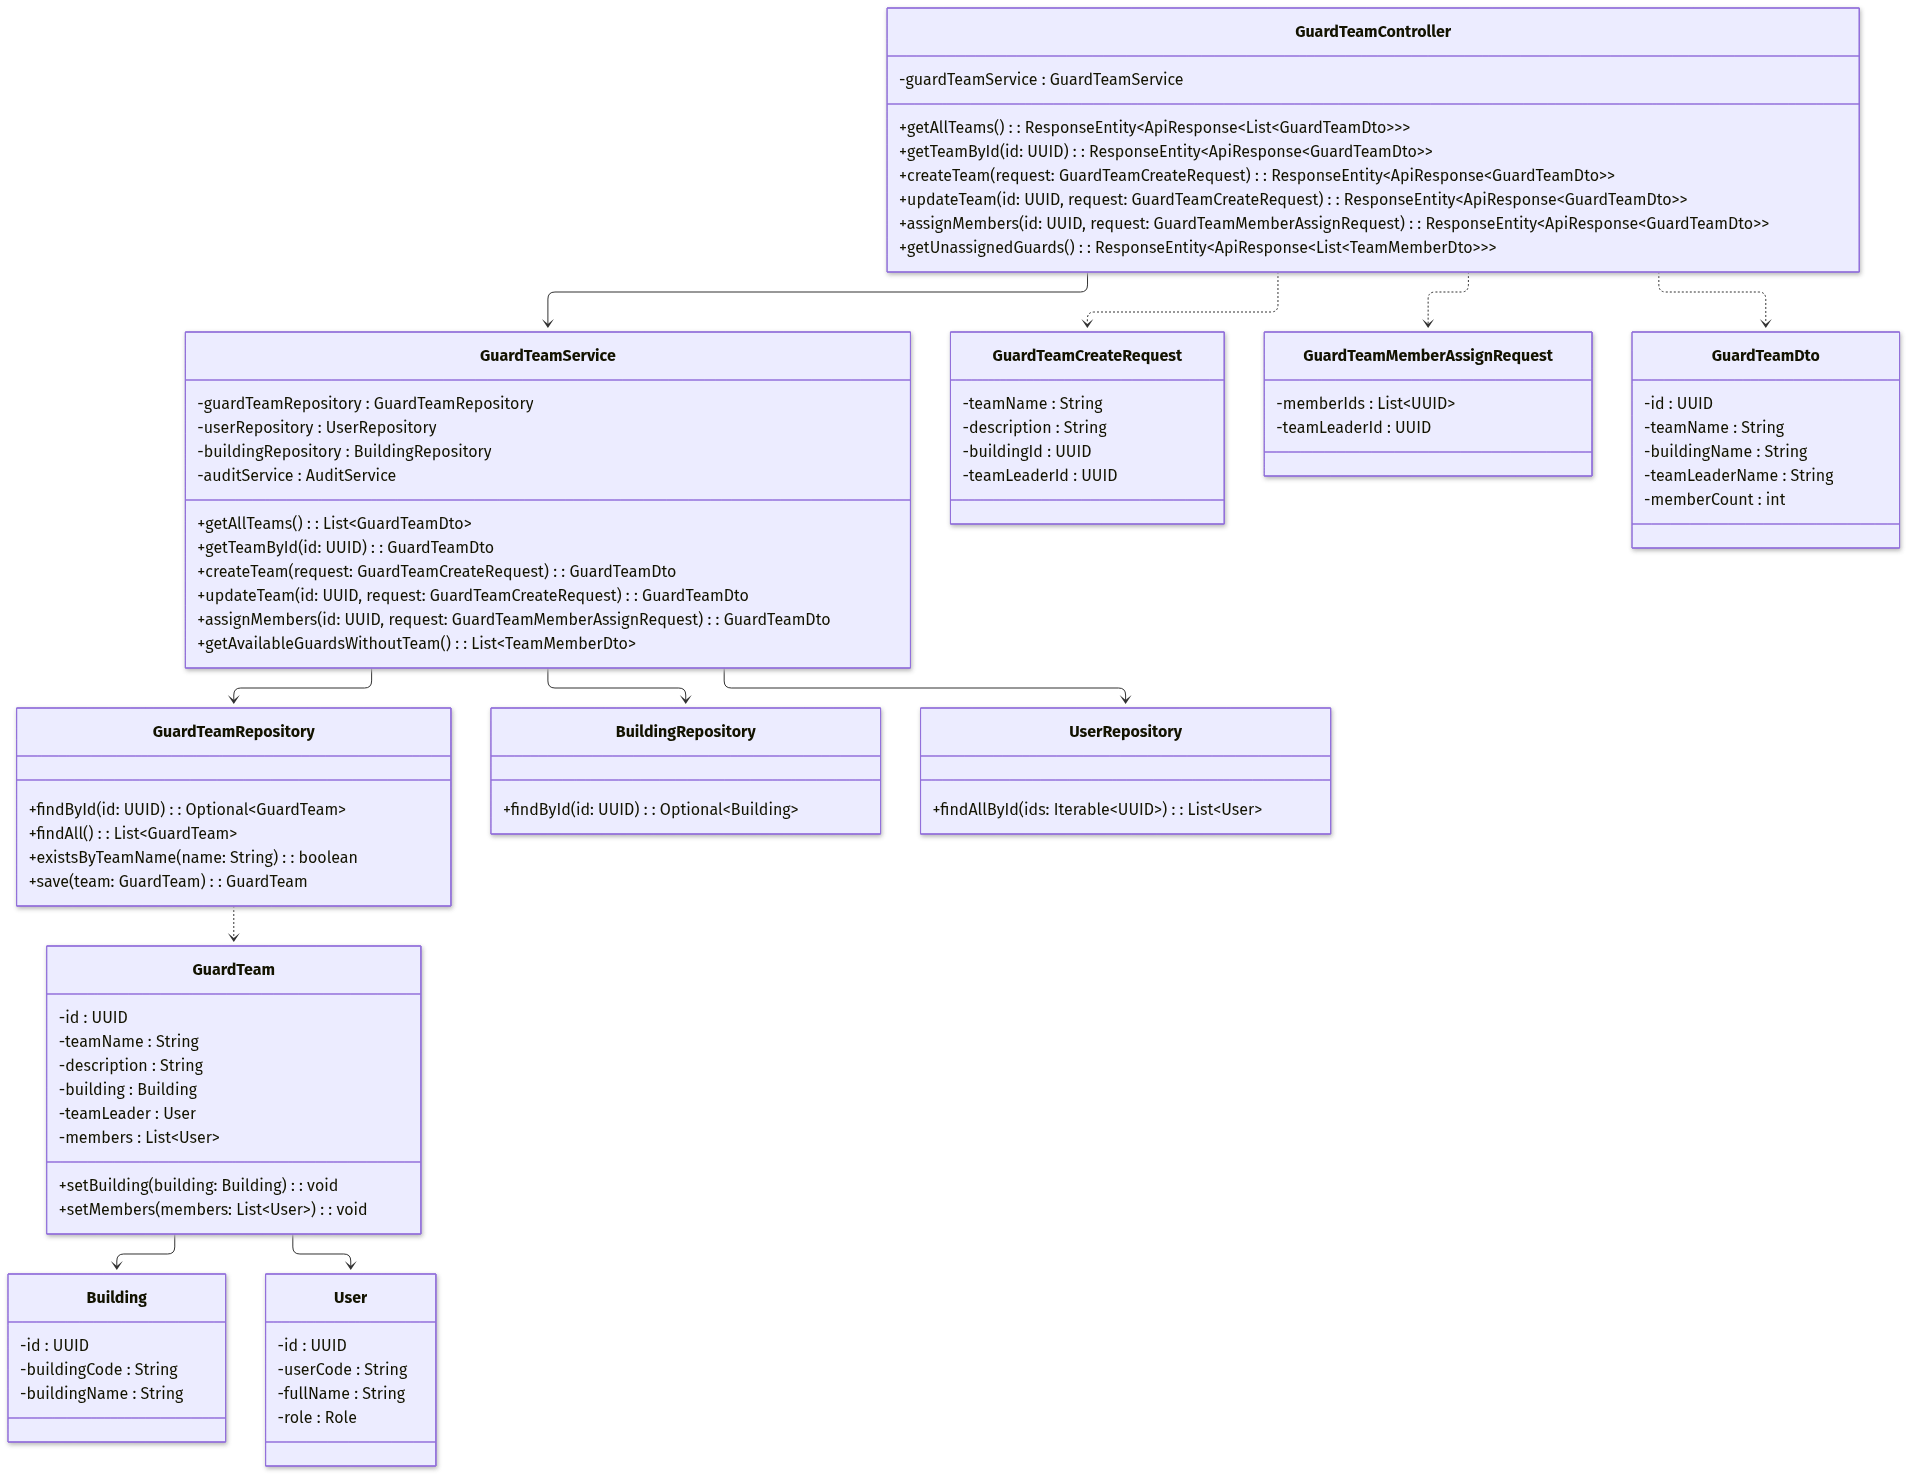 GuardTeamController
-guardTeamService : GuardTeamService
+getAllTeams() : : ResponseEntity<ApiResponse<List<GuardTeamDto>>>
+getTeamById(id: UUID) : : ResponseEntity<ApiResponse<GuardTeamDto>>
+createTeam(request: GuardTeamCreateRequest) : : ResponseEntity<ApiResponse<GuardTeamDto>>
+updateTeam(id: UUID, request: GuardTeamCreateRequest) : : ResponseEntity<ApiResponse<GuardTeamDto>>
+assignMembers(id: UUID, request: GuardTeamMemberAssignRequest) : : ResponseEntity<ApiResponse<GuardTeamDto>>
+getUnassignedGuards() : : ResponseEntity<ApiResponse<List<TeamMemberDto>>>
GuardTeamService
-guardTeamRepository : GuardTeamRepository
-userRepository : UserRepository
-buildingRepository : BuildingRepository
-auditService : AuditService
+getAllTeams() : : List<GuardTeamDto>
+getTeamById(id: UUID) : : GuardTeamDto
+createTeam(request: GuardTeamCreateRequest) : : GuardTeamDto
+updateTeam(id: UUID, request: GuardTeamCreateRequest) : : GuardTeamDto
+assignMembers(id: UUID, request: GuardTeamMemberAssignRequest) : : GuardTeamDto
+getAvailableGuardsWithoutTeam() : : List<TeamMemberDto>
GuardTeamCreateRequest
-teamName : String
-description : String
-buildingId : UUID
-teamLeaderId : UUID
GuardTeamMemberAssignRequest
-memberIds : List<UUID>
-teamLeaderId : UUID
GuardTeamDto
-id : UUID
-teamName : String
-buildingName : String
-teamLeaderName : String
-memberCount : int
GuardTeamRepository
+findById(id: UUID) : : Optional<GuardTeam>
+findAll() : : List<GuardTeam>
+existsByTeamName(name: String) : : boolean
+save(team: GuardTeam) : : GuardTeam
BuildingRepository
+findById(id: UUID) : : Optional<Building>
UserRepository
+findAllById(ids: Iterable<UUID>) : : List<User>
GuardTeam
-id : UUID
-teamName : String
-description : String
-building : Building
-teamLeader : User
-members : List<User>
+setBuilding(building: Building) : : void
+setMembers(members: List<User>) : : void
Building
-id : UUID
-buildingCode : String
-buildingName : String
User
-id : UUID
-userCode : String
-fullName : String
-role : Role